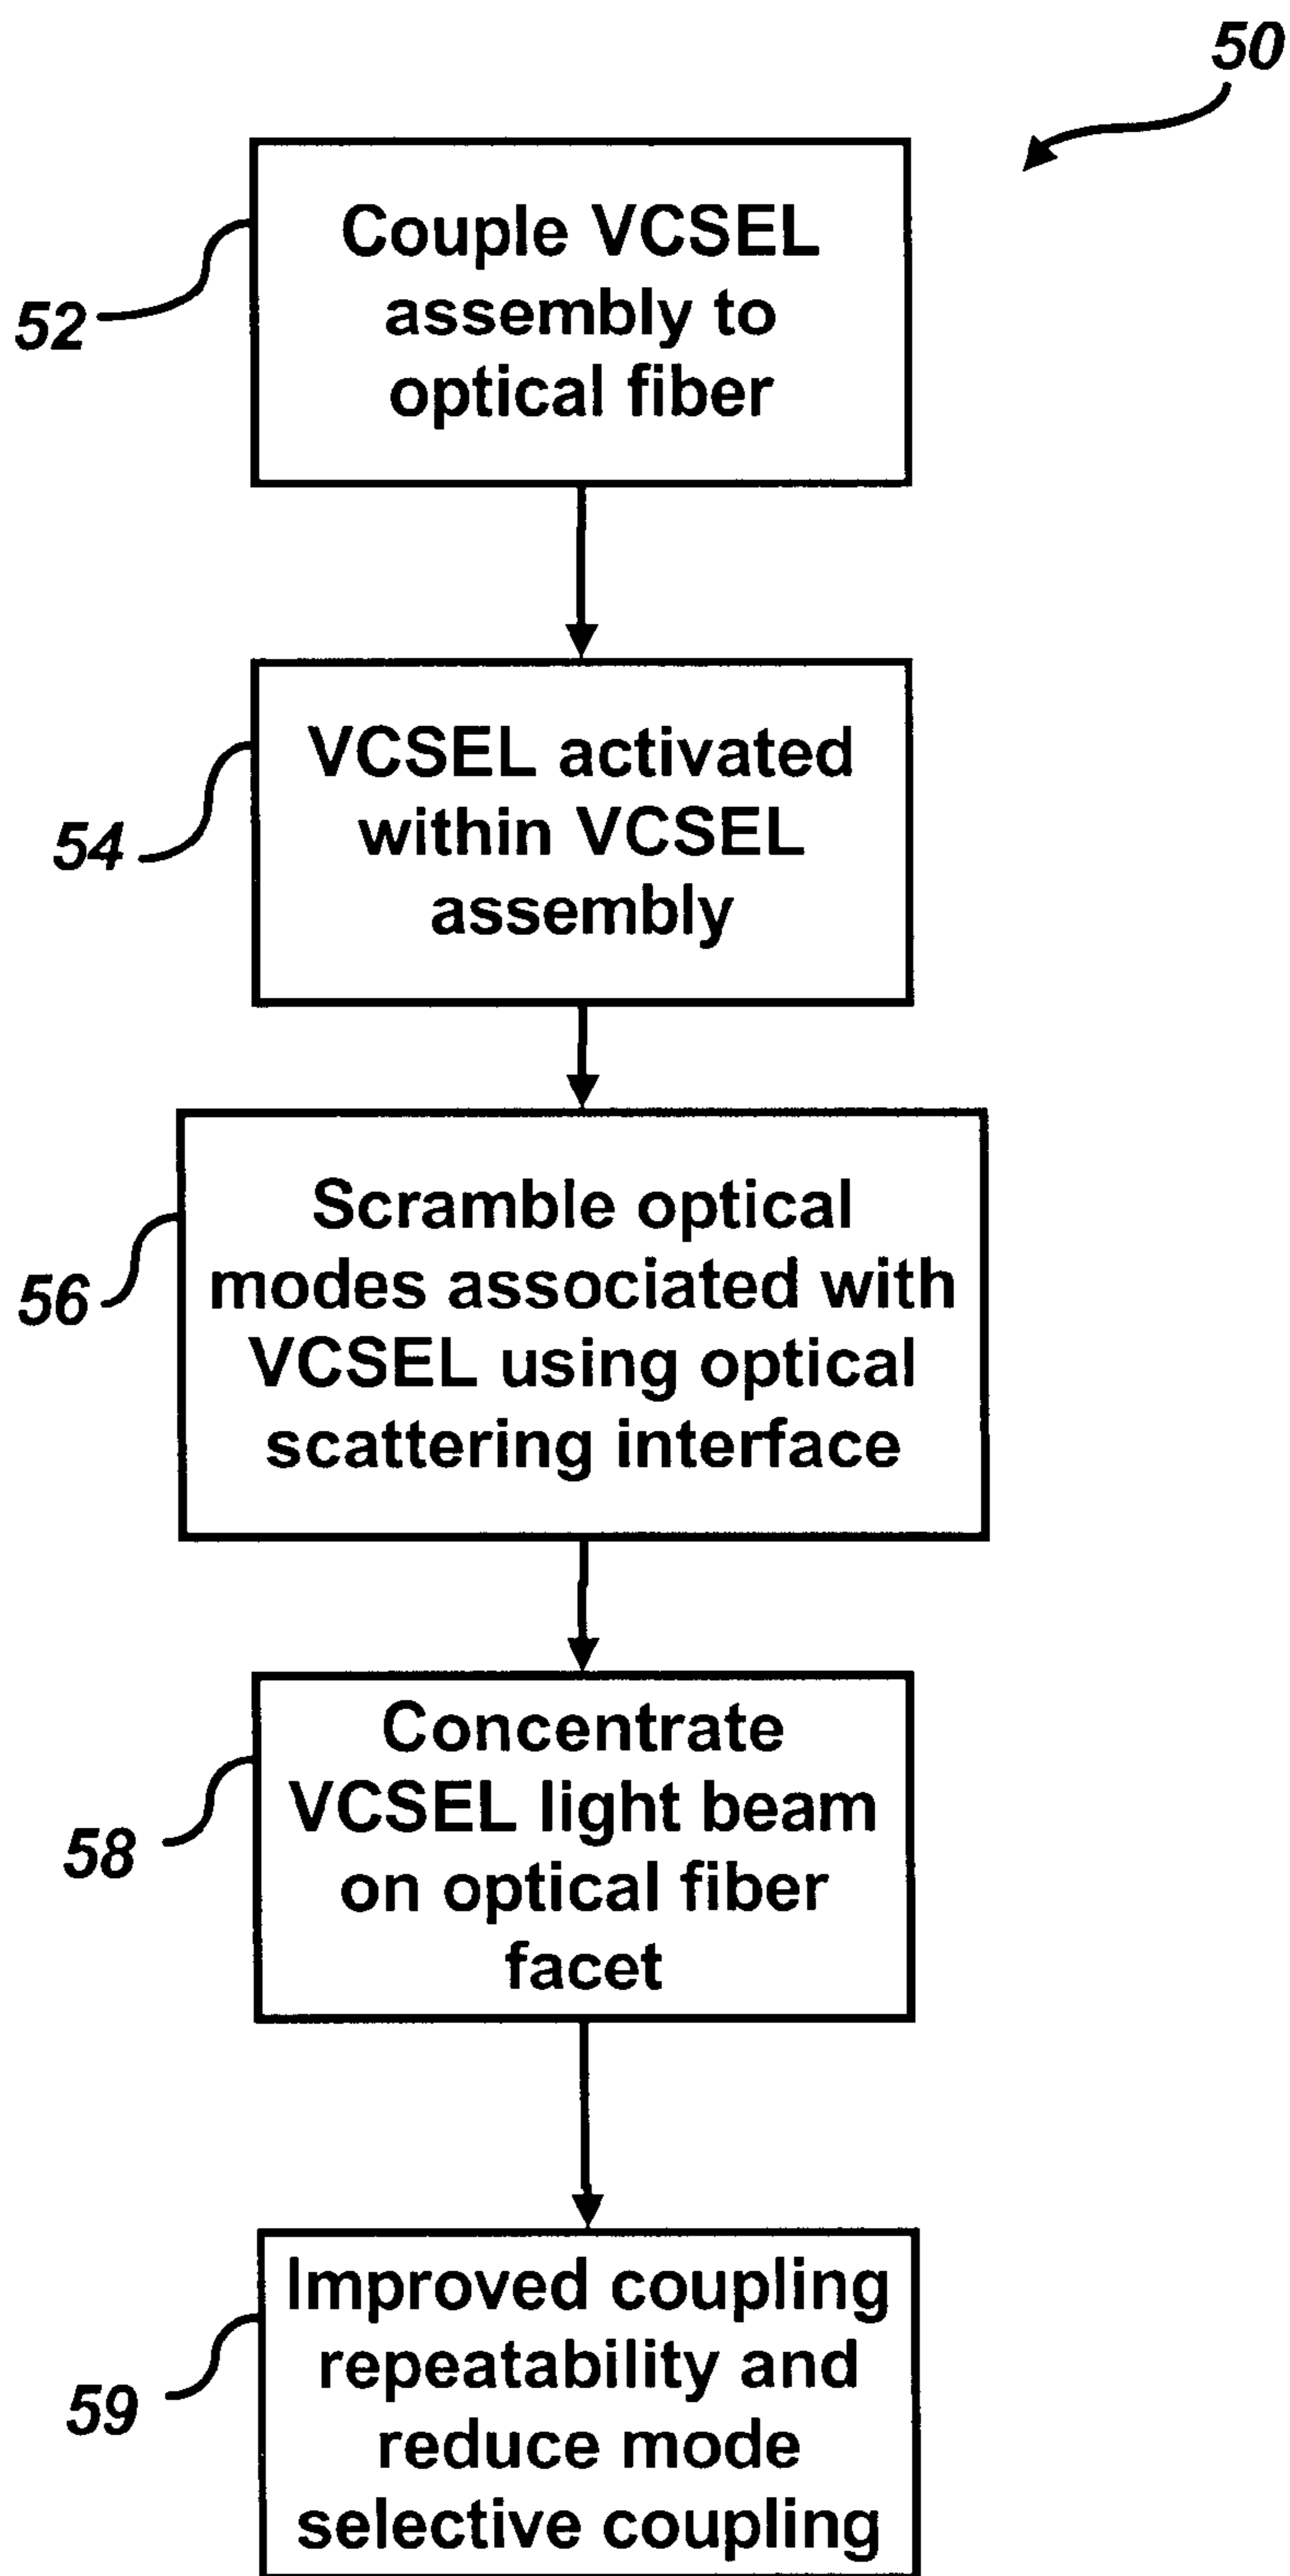 50
52
Couple VCSEL
assembly to
optical fiber
54
VCSEL activated
within VCSEL
assembly
56
Scramble optical
modes associated with
VCSEL using optical
scattering interface
58
Concentrate
VCSEL light beam
on optical fiber
facet
59
Improved coupling
repeatability and
reduce mode
selective coupling